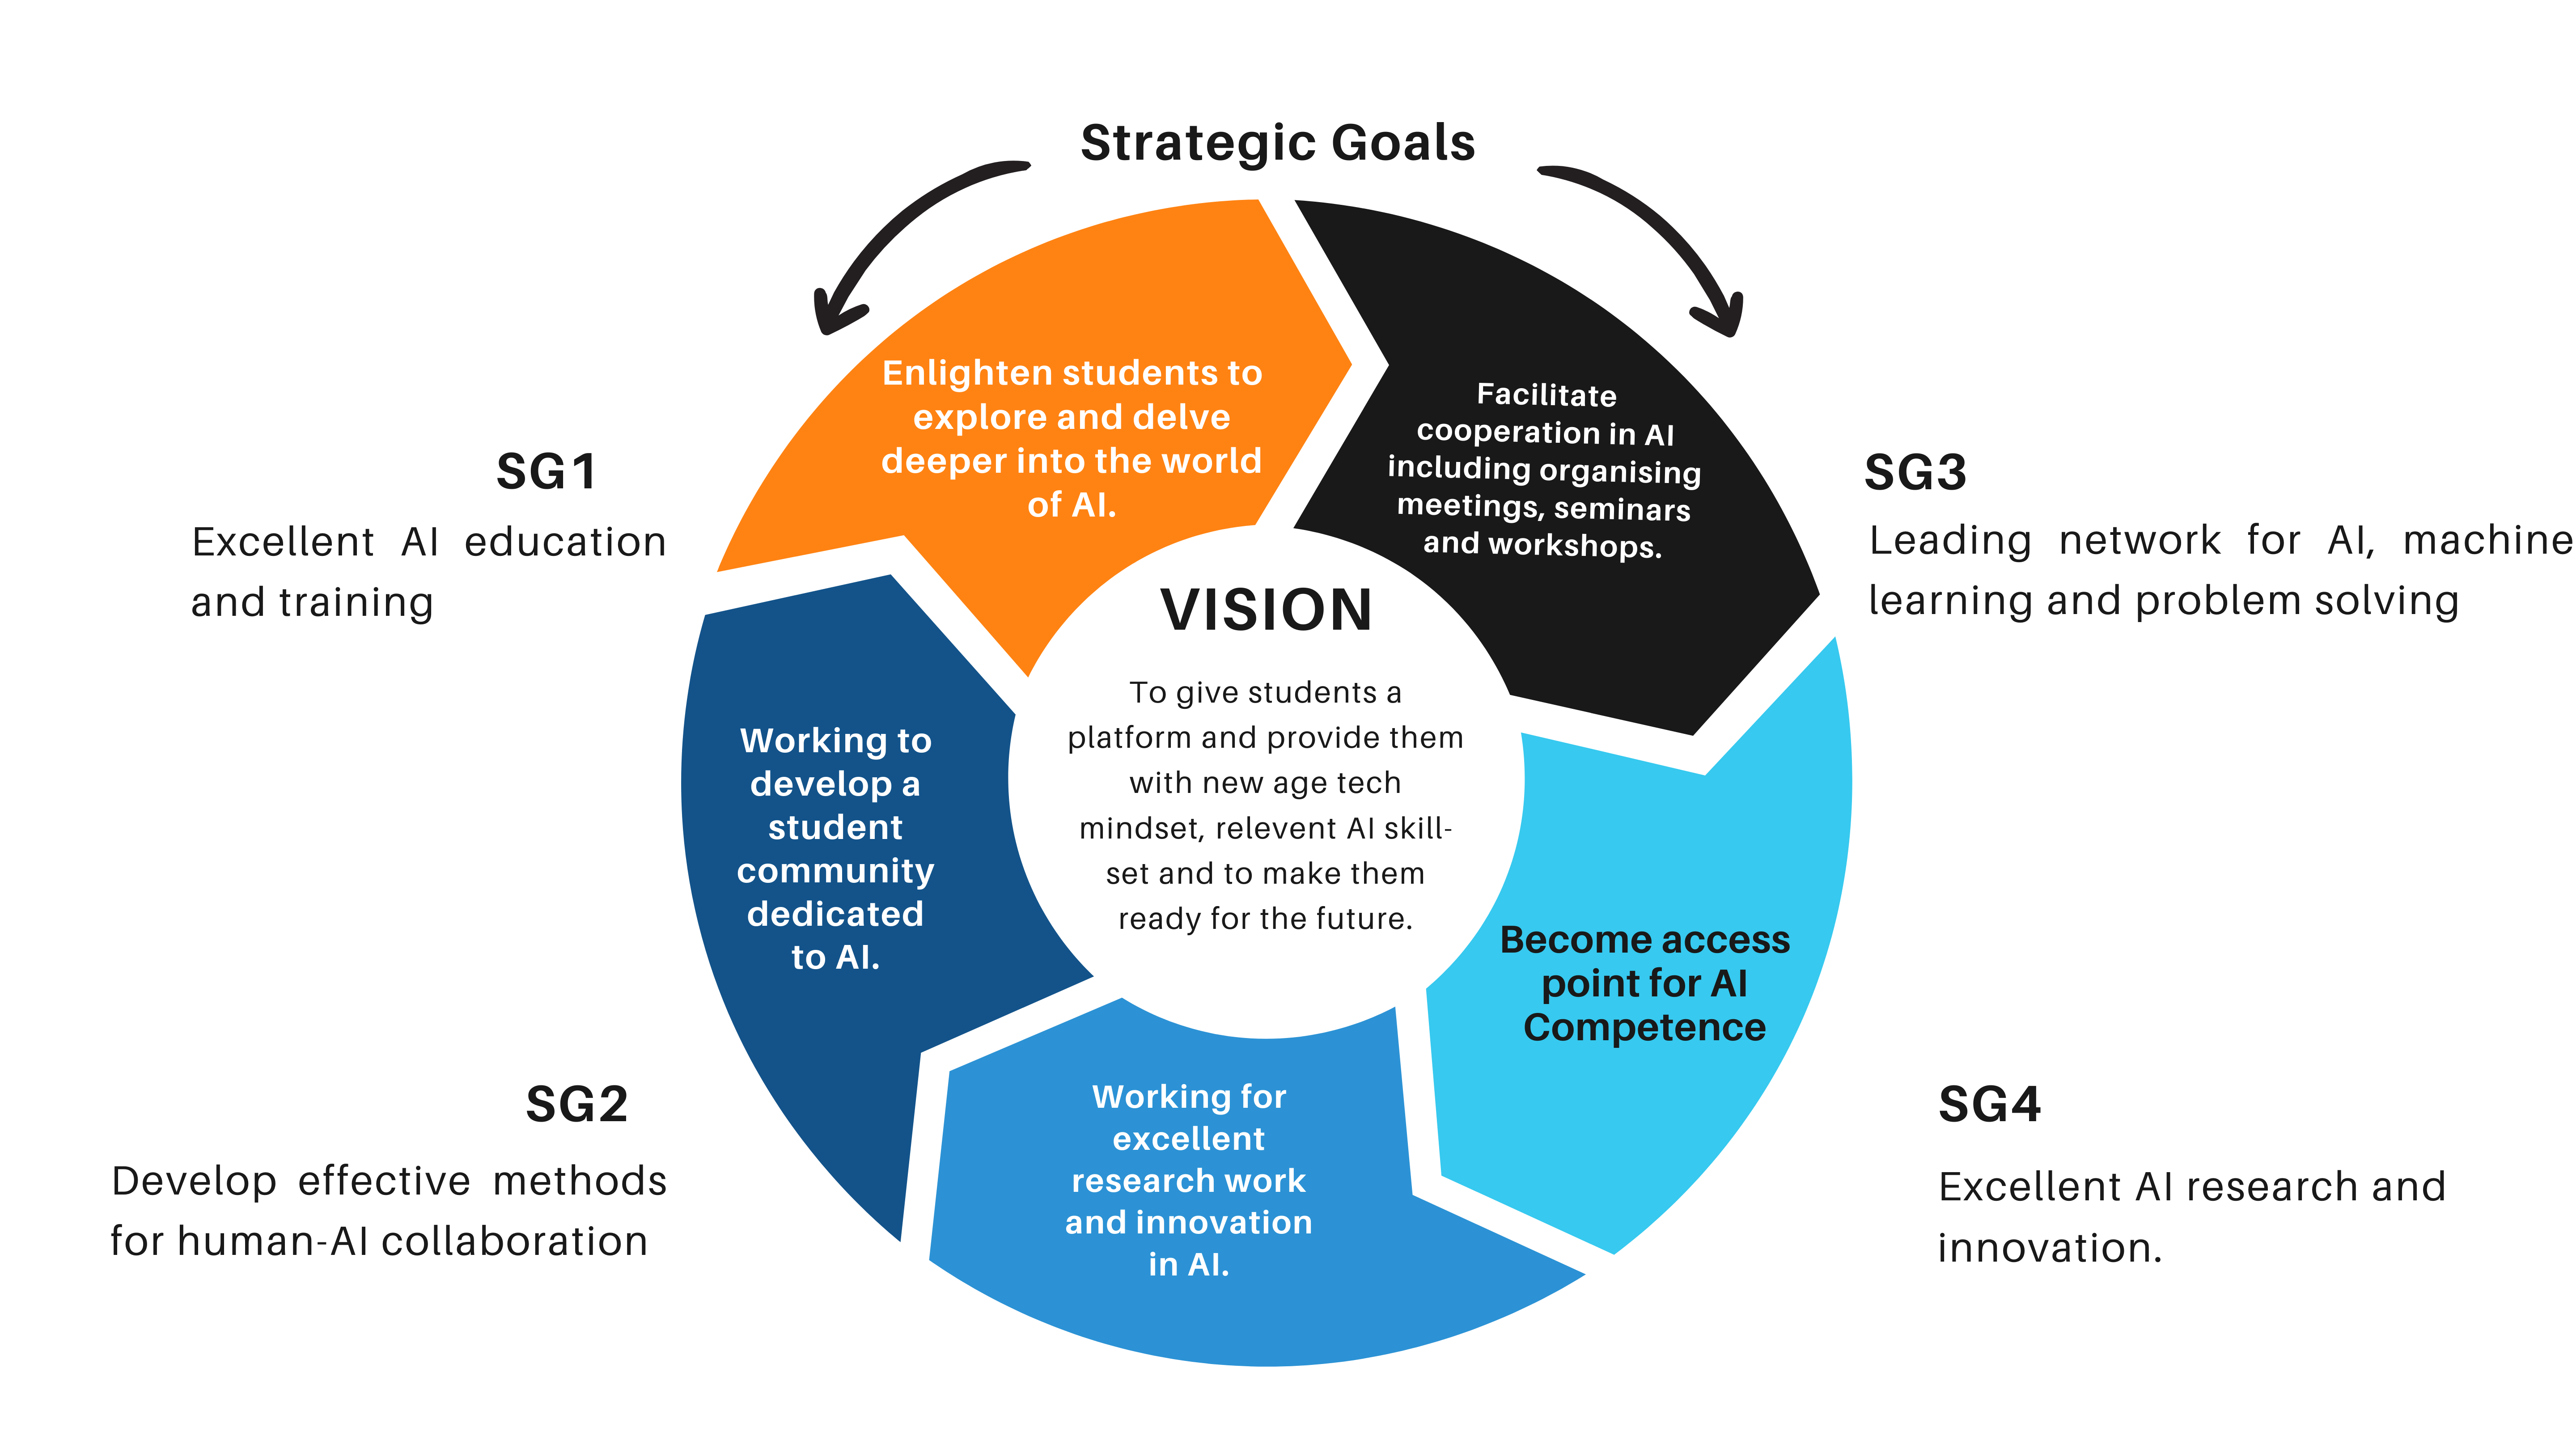 Strategic Goals
Enlighten students to
explore and delve
deeper into the world
of AI.
Facilitate
cooperation in AI
including organising
meetings, seminars
and workshops.
SG1
Excellent AI education
and training
SG3
Leading network for AI, machine
learning and problem solving
VISION
To give students a
platform and provide them
with new age tech
mindset, relevent AI skill-
set and to make them
ready for the future.
Working to
develop a
student
community
dedicated
to AI.
Become access
point for AI
Competence
SG2
Develop effective methods
for human-AI collaboration
Working for
excellent
research work
and innovation
in AI.
SG4
Excellent AI research and
innovation.